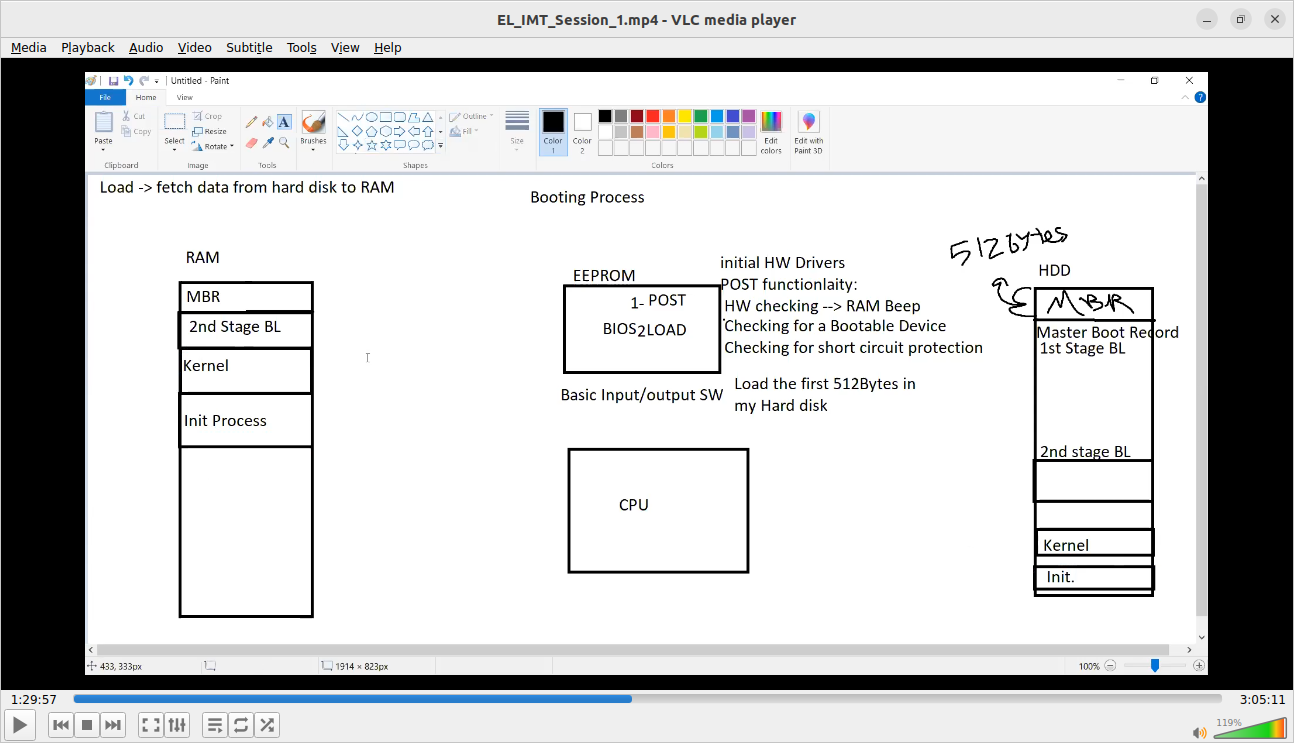 EL_IMT_Session_1.mp4 - VLC media player
Media Playback Audio Video Subtitle Tools View Help
Untitled - Paint
File Home View
Paste Cut Copy Clipboard
Select Crop Resize Rotate Image
A Tools
Brushes
Outline Fill Shapes
Size
Color 1 Color 2 Edit colors Colors
Edit with Paint 3D
Load -> fetch data from hard disk to RAM
Booting Process
512 bytes
RAM
MBR
2nd Stage BL
Kernel
Init Process
EEPROM
1- POST
BIOS2LOAD
Basic Input/output SW
initial HW Drivers
POST functionlaity:
HW checking --> RAM Beep
Checking for a Bootable Device
Checking for short circuit protection
Load the first 512Bytes in
my Hard disk
CPU
HDD
MBR
Master Boot Record
1st Stage BL
2nd stage BL
Kernel
Init.
433, 333px
1914 × 823px
100%
1:29:57
3:05:11
119%